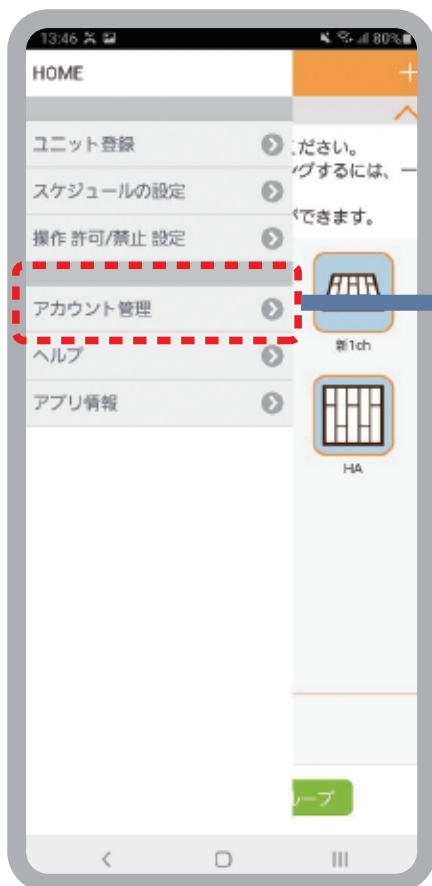 13:46
80%
HOME
ユニット登録
スケジュールの設定
操作 許可/禁止 設定
アカウント管理
ヘルプ
アプリ情報
ください。
グするには、一
できます。
新1ch
HA
ループ